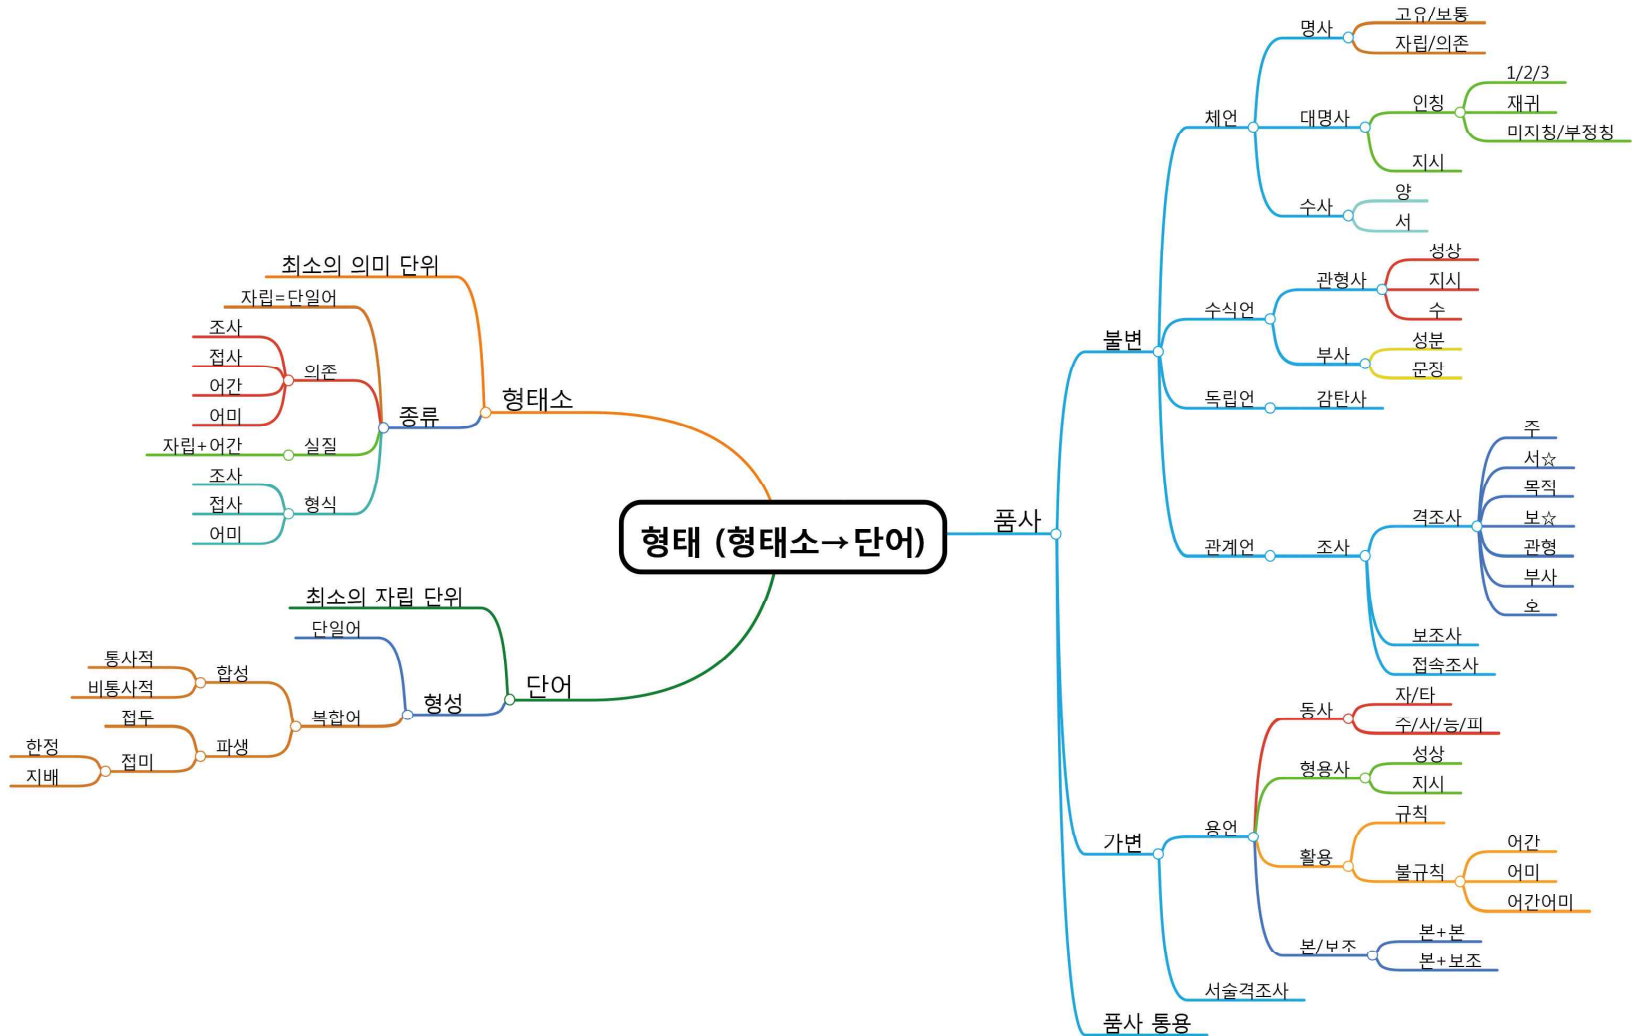 형태 (형태소→단어)
형태소
최소의 의미 단위
종류
자립=단일어
의존
조사
접사
어간
어미
실질
자립+어간
형식
조사
접사
어미
단어
최소의 자립 단위
형성
단일어
복합어
합성
통사적
비통사적
파생
접두
접미
한정
지배
품사
불변
체언
명사
고유/보통
자립/의존
대명사
인칭
1/2/3
재귀
미지칭/부정칭
지시
수사
양
서
수식언
관형사
성상
지시
수
부사
성분
문장
독립언
감탄사
관계언
조사
격조사
주
서☆
목적
보☆
관형
부사
호
보조사
접속조사
가변
용언
동사
자/타
수/사/능/피
형용사
성상
지시
활용
규칙
불규칙
어간
어미
어간어미
본/보조
본+본
본+보조
서술격조사
품사 통용